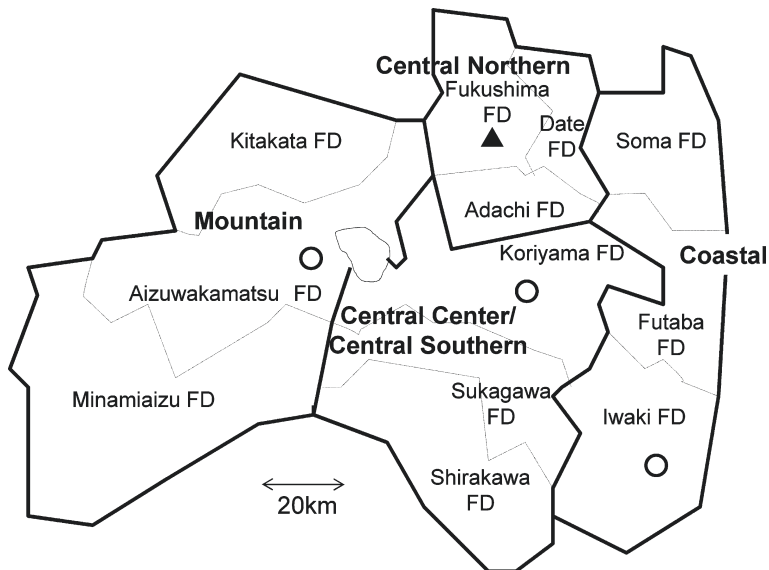 Central Northern
Fukushima
FD
Date
FD
Kitakata FD
Soma FD
Adachi FD
Mountain
Koriyama FD
Coastal
Aizuwakamatsu FD
Central Center/
Central Southern
Futaba
FD
Minamiaizu FD
Sukagawa
FD
Iwaki FD
Shirakawa
FD
20km